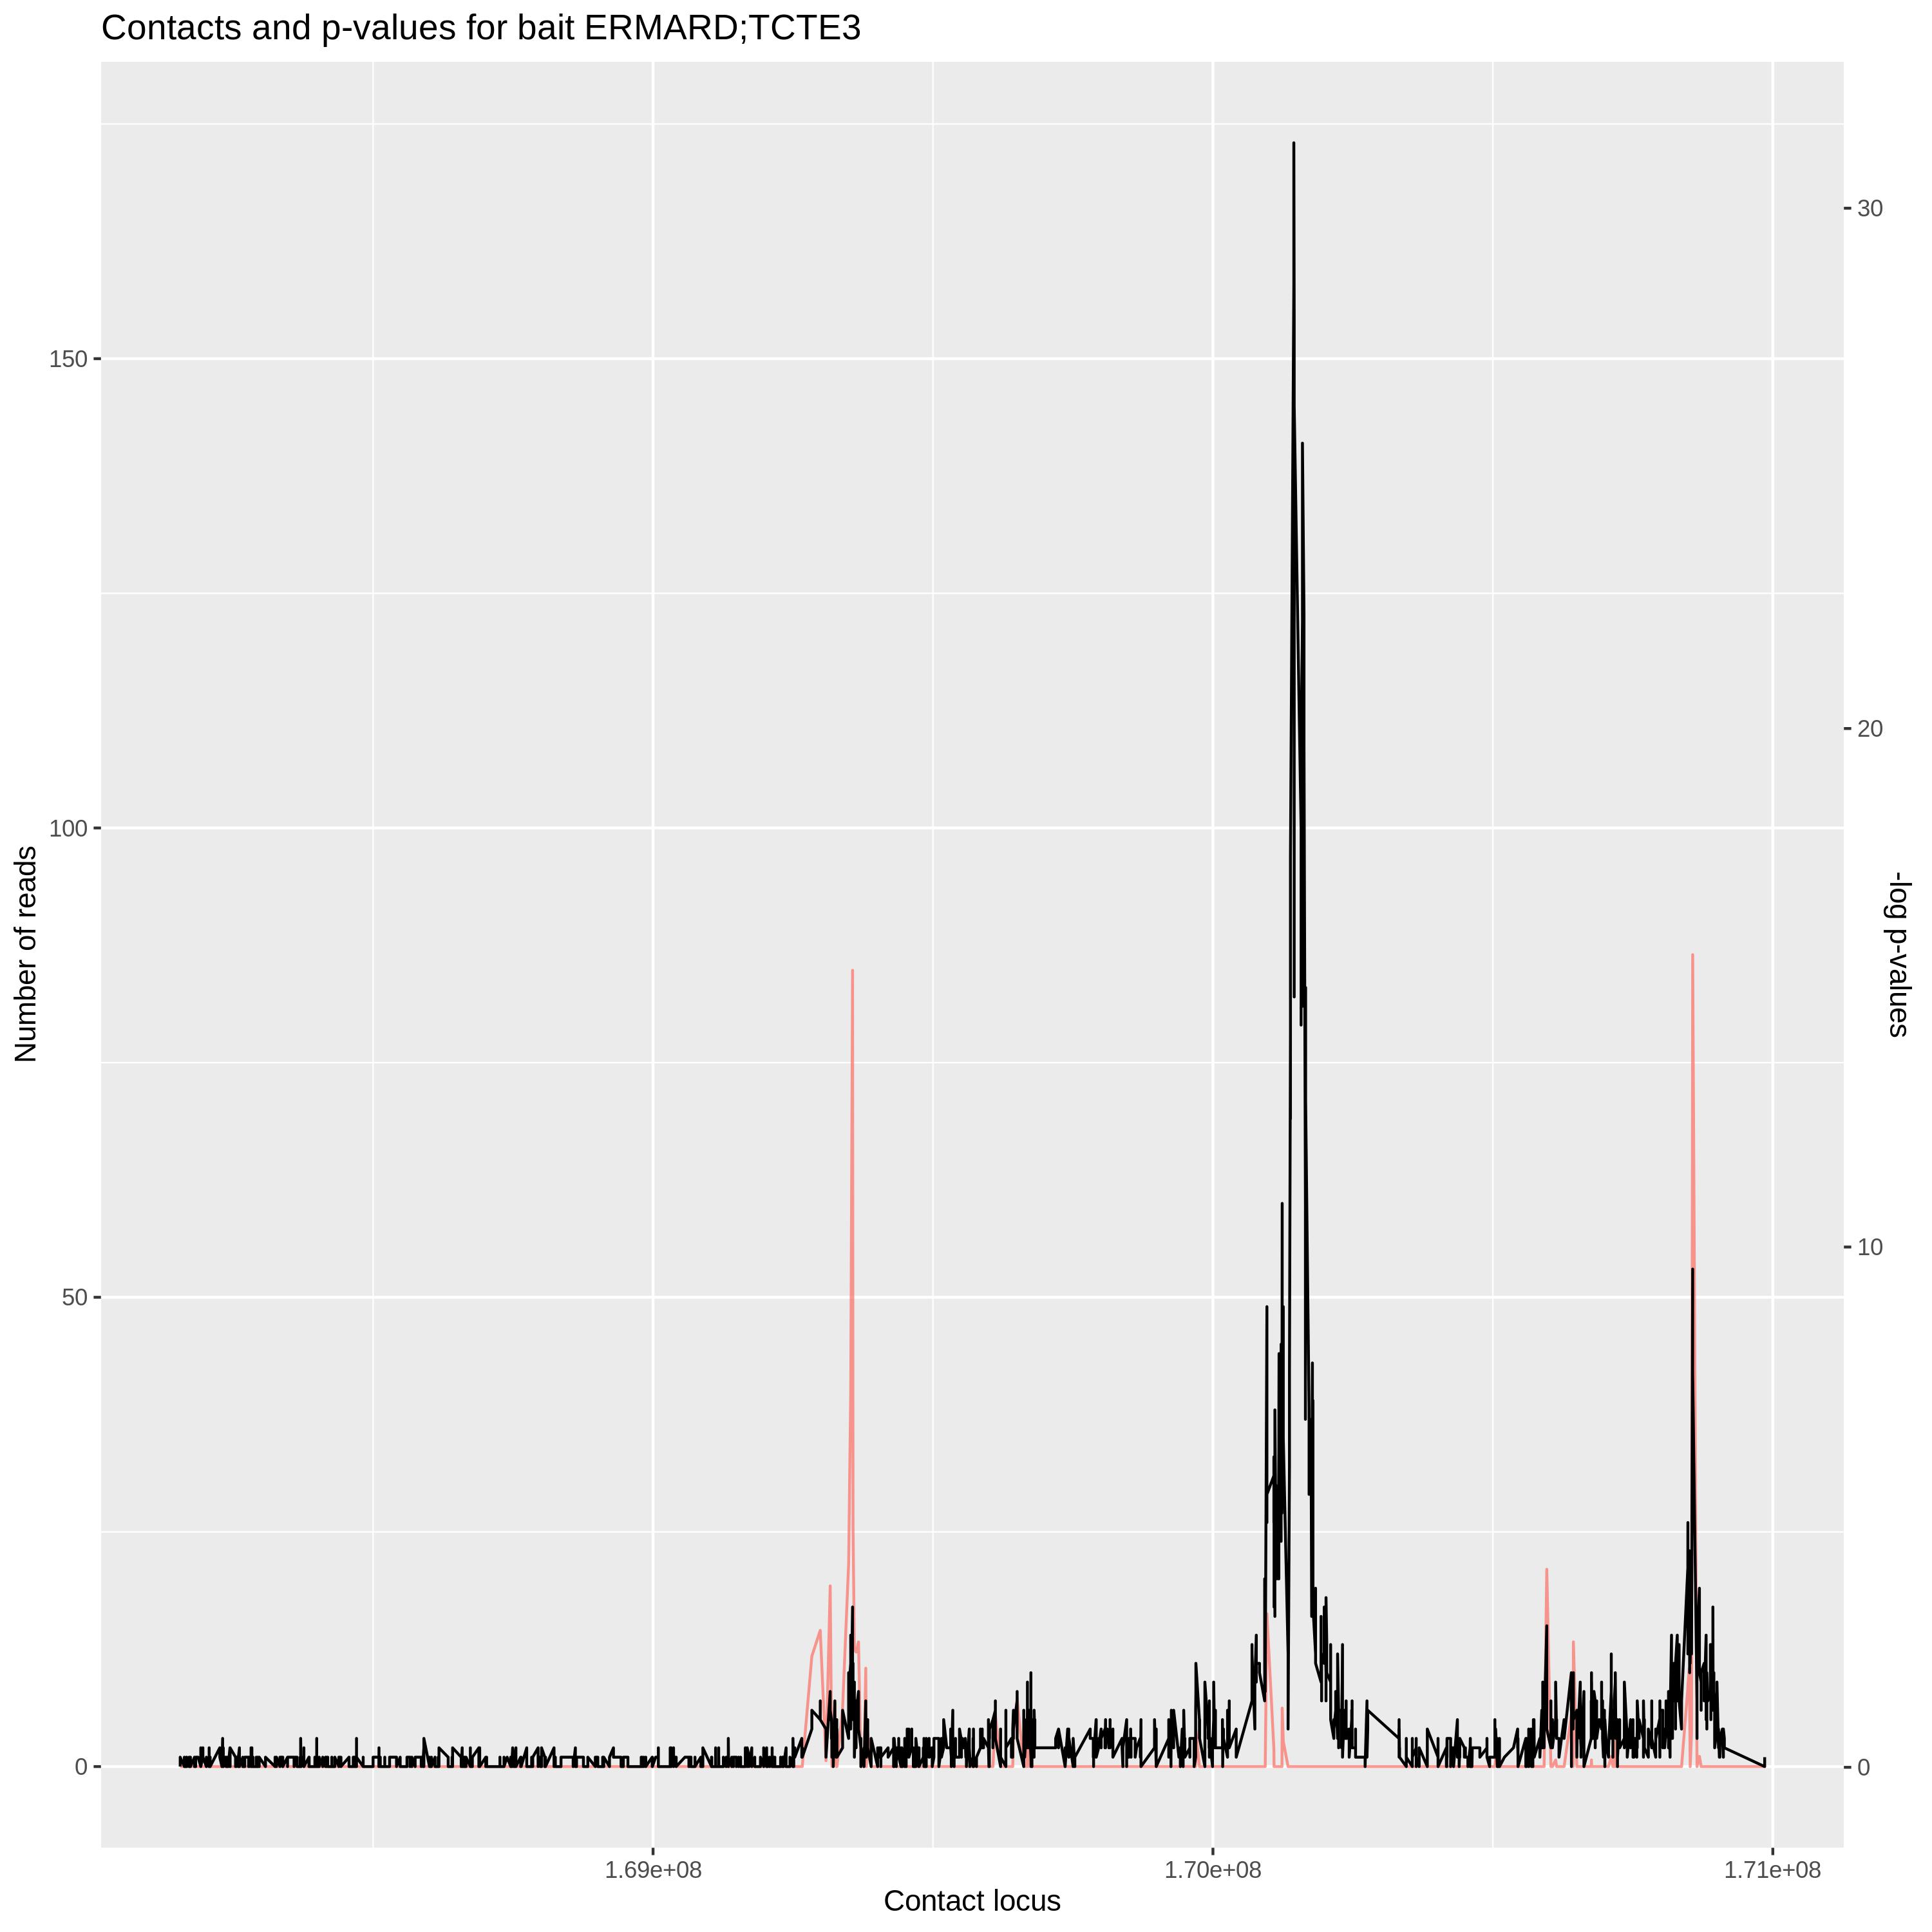 Contacts and p-values for bait ERMARD;TCTE3
150
100
50
0
Number of reads
30
20
10
0
-log p-values
1.69e+08
1.70e+08
1.71e+08
Contact locus